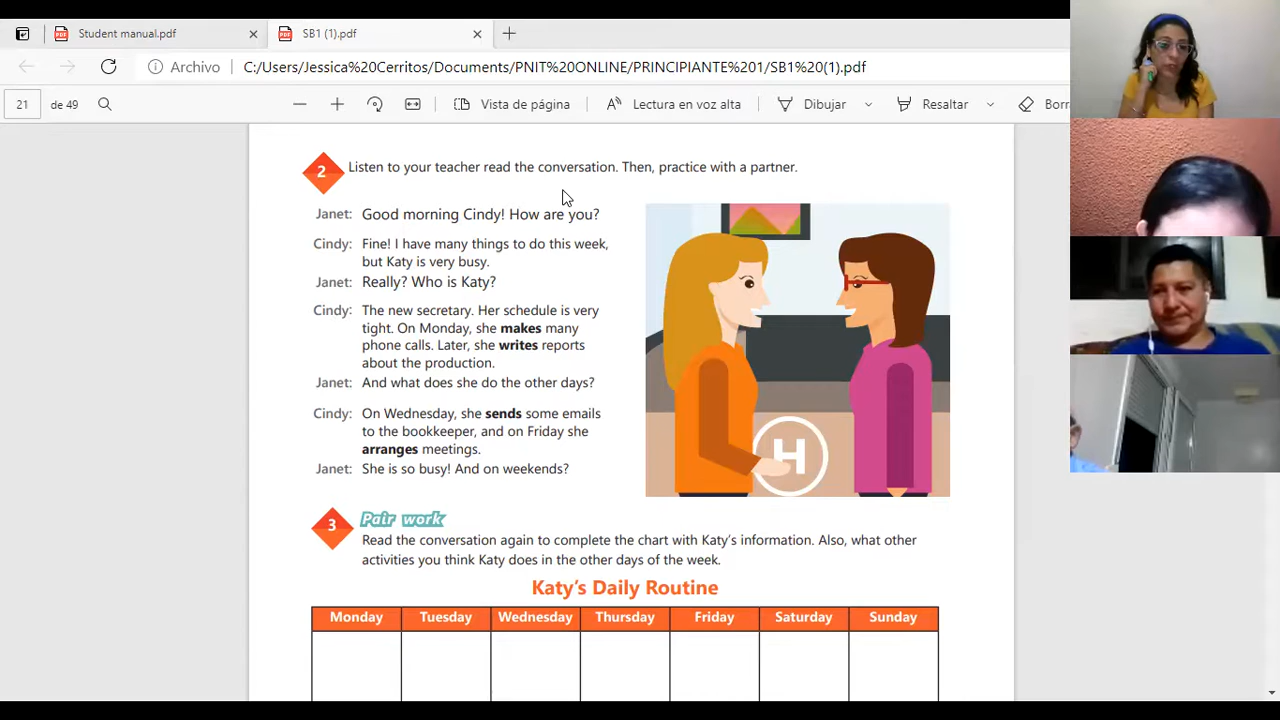 Student manual.pdf
SB1 (1).pdf
Archivo
C:/Users/Jessica%20Cerritos/Documents/PNIT%20ONLINE/PRINCIPIANTE%201/SB1%20(1).pdf
21 de 49
Vista de página
Lectura en voz alta
Dibujar
Resaltar
Borr
2 Listen to your teacher read the conversation. Then, practice with a partner.
Janet: Good morning Cindy! How are you?
Cindy: Fine! I have many things to do this week,
but Katy is very busy.
Janet: Really? Who is Katy?
Cindy: The new secretary. Her schedule is very
tight. On Monday, she makes many
phone calls. Later, she writes reports
about the production.
Janet: And what does she do the other days?
Cindy: On Wednesday, she sends some emails
to the bookkeeper, and on Friday she
arranges meetings.
Janet: She is so busy! And on weekends?
H
3 Pair work
Read the conversation again to complete the chart with Katy's information. Also, what other
activities you think Katy does in the other days of the week.
Katy's Daily Routine
Monday Tuesday Wednesday Thursday Friday Saturday Sunday